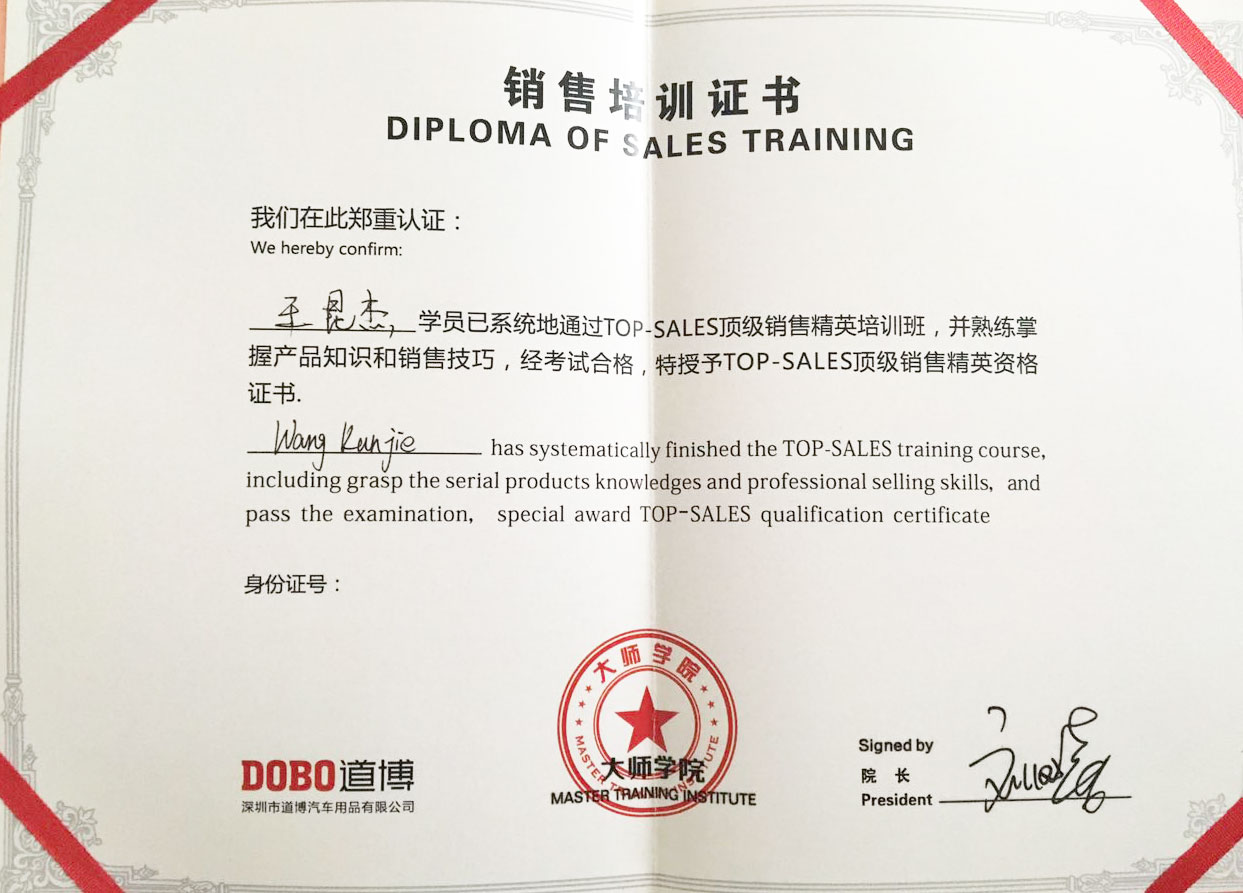 销售培训证书
DIPLOMA OF SALES TRAINING
我们在此郑重认证：
We hereby confirm:
王昆杰，学员已系统地通过TOP-SALES顶级销售精英培训班，并熟练掌
握产品知识和销售技巧，经考试合格，特授予TOP-SALES顶级销售精英资格
证书.
Wang Kunjie has systematically finished the TOP-SALES training course,
including grasp the serial products knowledges and professional selling skills, and
pass the examination, special award TOP-SALES qualification certificate
身份证号：
大师学院
MASTER TRAINING INSTITUTE
大师学院
MASTER TRAINING INSTITUTE
DOBO道博
深圳市道博汽车用品有限公司
Signed by
院 长
President